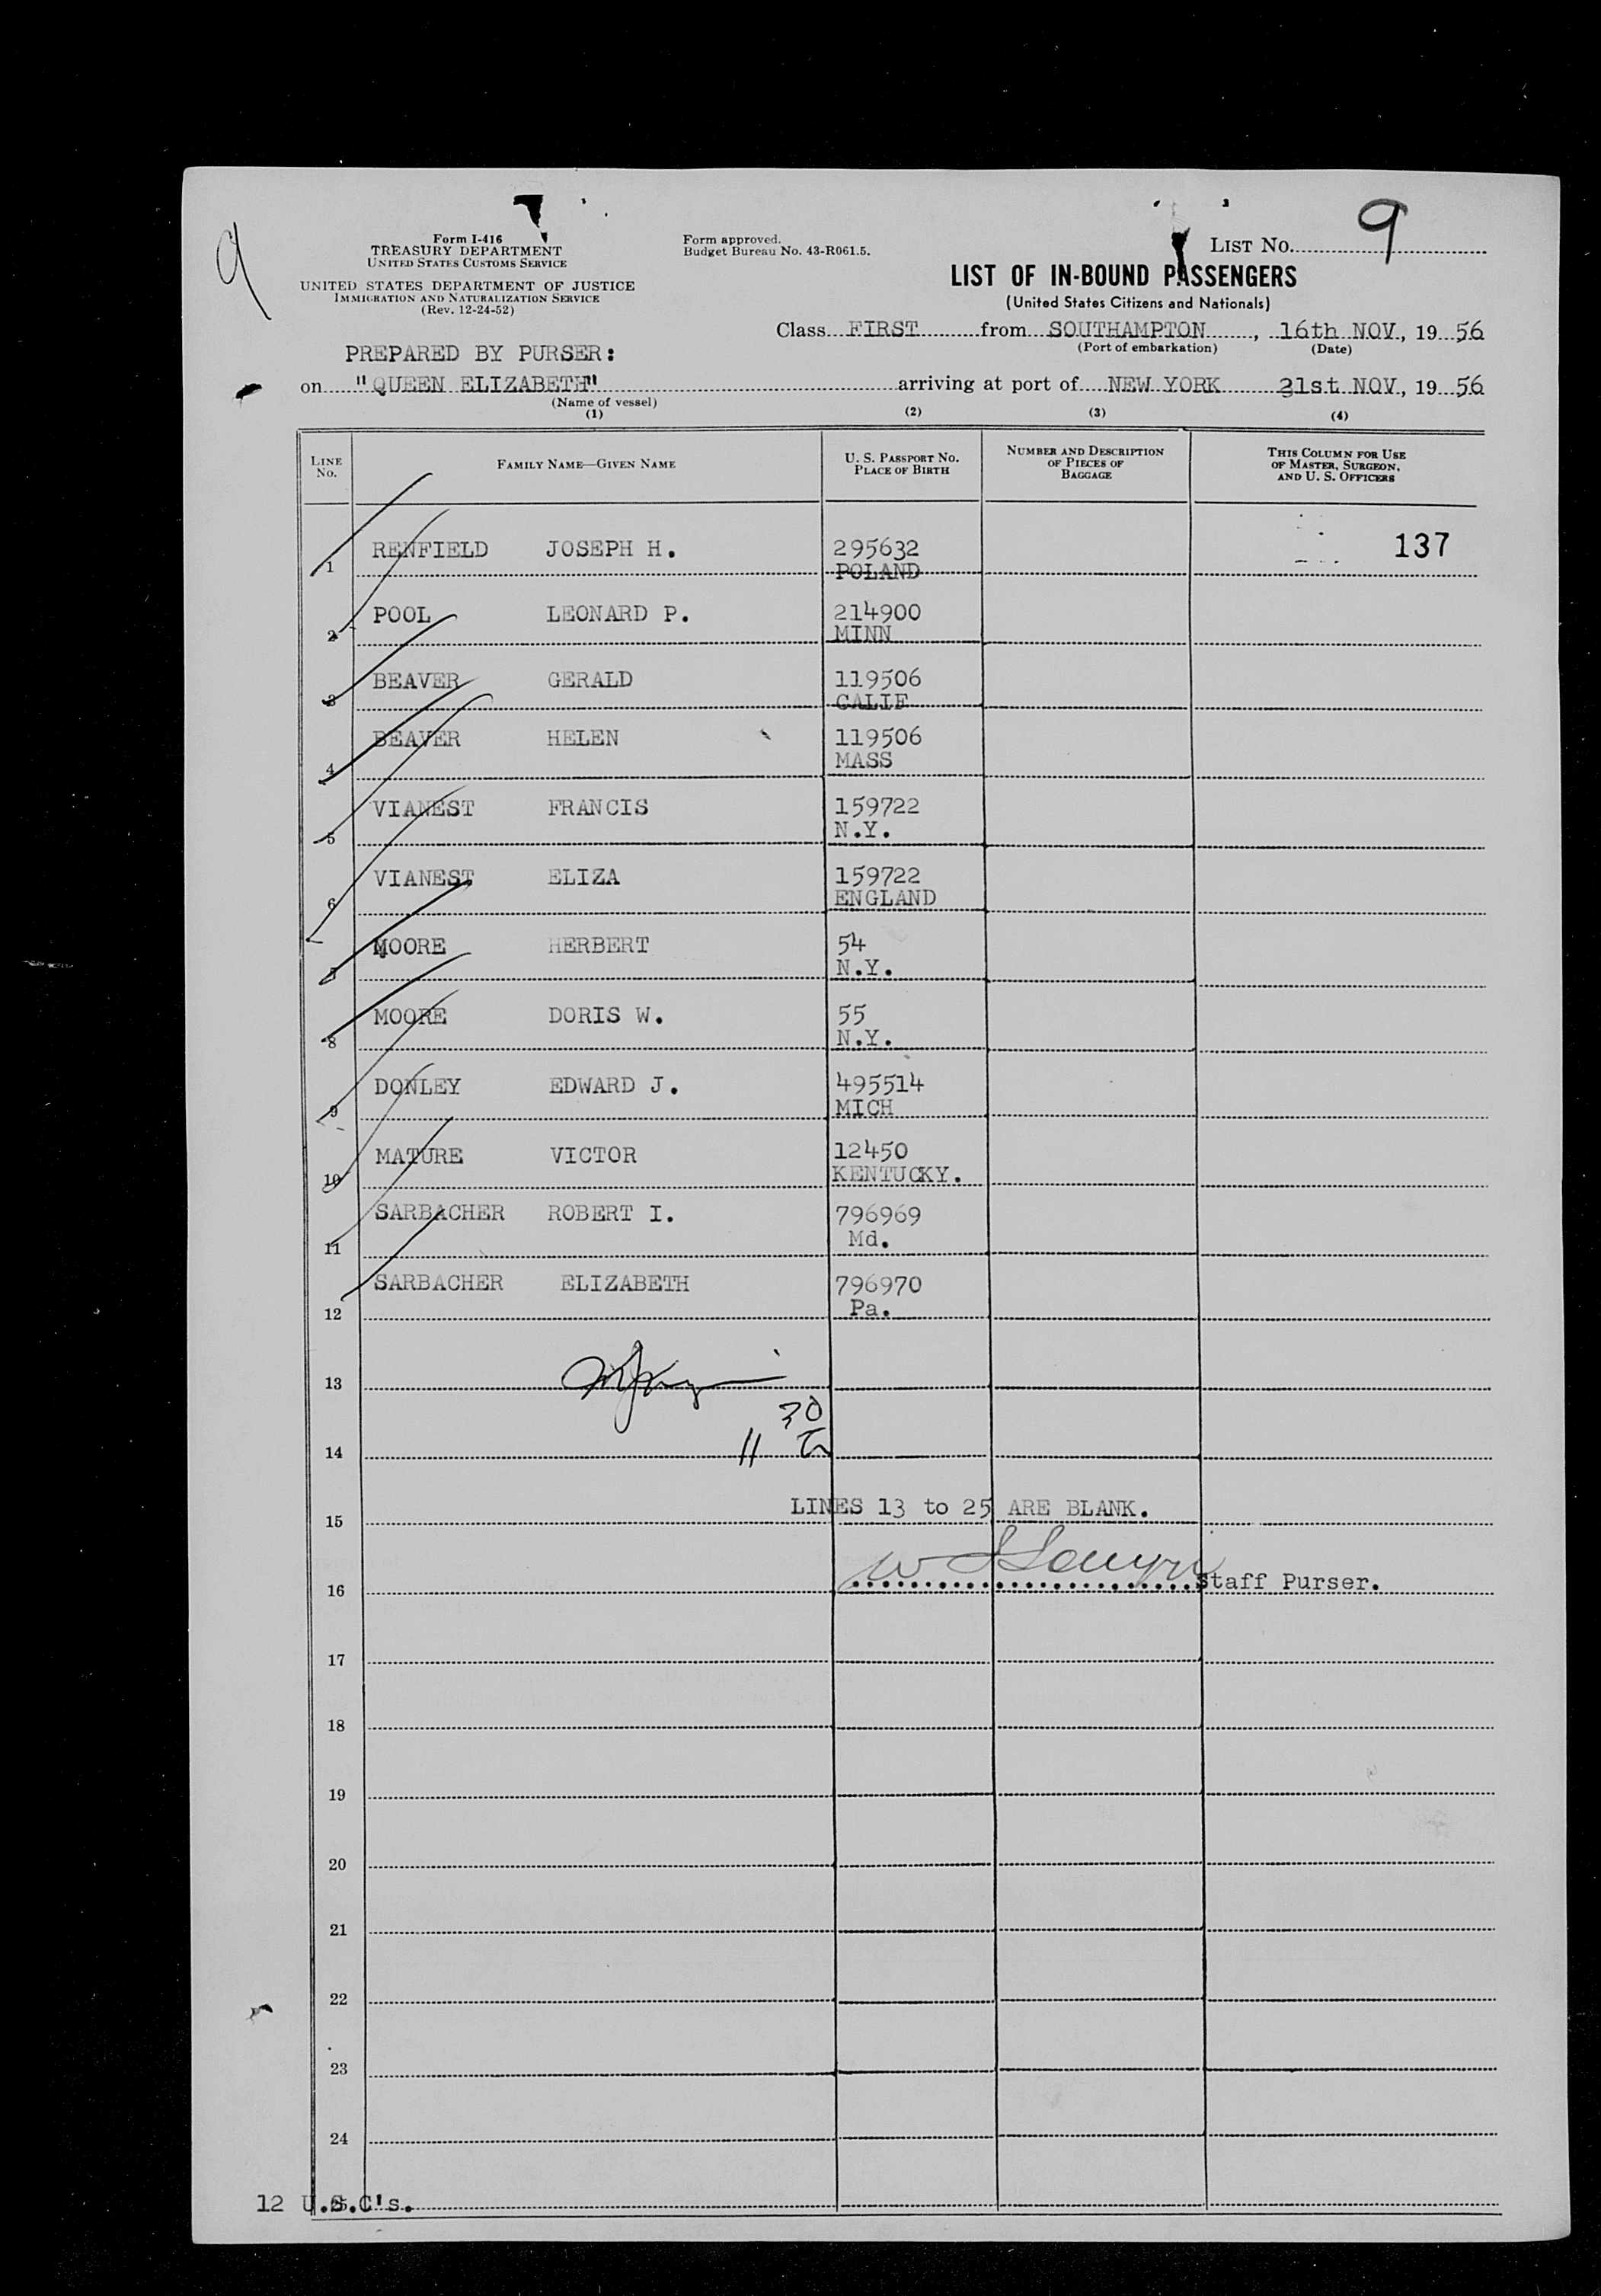 9
9
Form I-416
TREASURY DEPARTMENT
UNITED STATES CUSTOMS SERVICE
UNITED STATES DEPARTMENT OF JUSTICE
IMMIGRATION AND NATURALIZATION SERVICE
(Rev. 12-24-52)
Form approved.
Budget Bureau No. 43-R061.5.
LIST NO.
LIST OF IN-BOUND PASSENGERS
(United States Citizens and Nationals)
Class FIRST from SOUTHAMPTON, 16th NOV, 19 56
(Port of embarkation) (Date)
PREPARED BY PURSER:
on "QUEEN ELIZABETH" arriving at port of NEW YORK 21st NOV, 19 56
(Name of vessel)
(1) (2) (3) (4)
LINE NO. FAMILY NAME—GIVEN NAME U. S. PASSPORT NO. PLACE OF BIRTH NUMBER AND DESCRIPTION OF PIECES OF BAGGAGE THIS COLUMN FOR USE OF MASTER, SURGEON, AND U. S. OFFICERS
1 RENFIELD JOSEPH H. 295632 137
POLAND
2 POOL LEONARD P. 214900
MINN
3 BEAVER GERALD 119506
CALIF
4 BEAVER HELEN 119506
MASS
5 VIANEST FRANCIS 159722
N.Y.
6 VIANEST ELIZA 159722
ENGLAND
7 MOORE HERBERT 54
N.Y.
8 MOORE DORIS W. 55
N.Y.
9 DONLEY EDWARD J. 495514
MICH
10 MATURE VICTOR 12450
KENTUCKY.
11 SARBACHER ROBERT I. 796969
Md.
12 SARBACHER ELIZABETH 796970
Pa.
13
30
14 11
LINES 13 to 25 ARE BLANK.
15
16 Staff Purser.
17
18
19
20
21
22
23
24
12 U.S.C's.